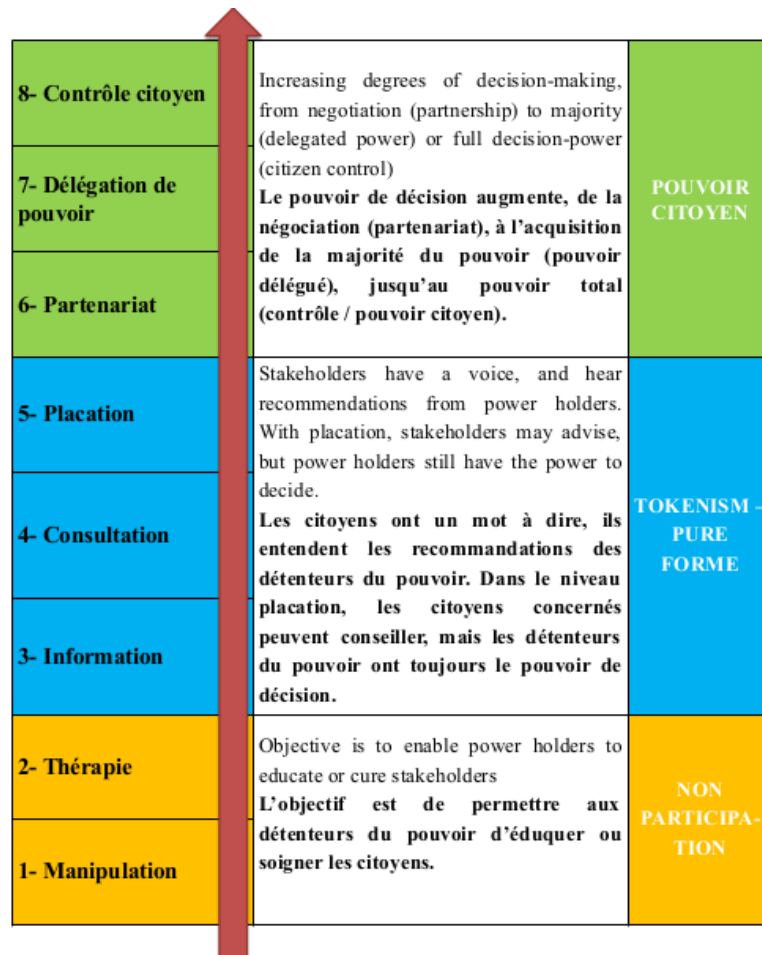 8- Contrôle citoyen
7- Délégation de
pouvoir
6- Partenariat
Increasing degrees of decision-making,
from negotiation (partnership) to majority
(delegated power) or full decision-power
(citizen control)
Le pouvoir de décision augmente, de la
négociation (partenariat), à l’acquisition
de la majorité du pouvoir (pouvoir
délégué), jusqu’au pouvoir total
(contrôle / pouvoir citoyen).
POUVOIR
CITOYEN
5- Placation
4- Consultation
3- Information
Stakeholders have a voice, and hear
recommendations from power holders.
With placation, stakeholders may advise,
but power holders still have the power to
decide.
Les citoyens ont un mot à dire, ils
entendent les recommandations des
détenteurs du pouvoir. Dans le niveau
placation, les citoyens concernés
peuvent conseiller, mais les détenteurs
du pouvoir ont toujours le pouvoir de
décision.
TOKENISM -
PURE
FORME
2- Thérapie
1- Manipulation
Objective is to enable power holders to
educate or cure stakeholders
L’objectif est de permettre aux
détenteurs du pouvoir d’éduquer ou
soigner les citoyens.
NON
PARTICIPA-
TION